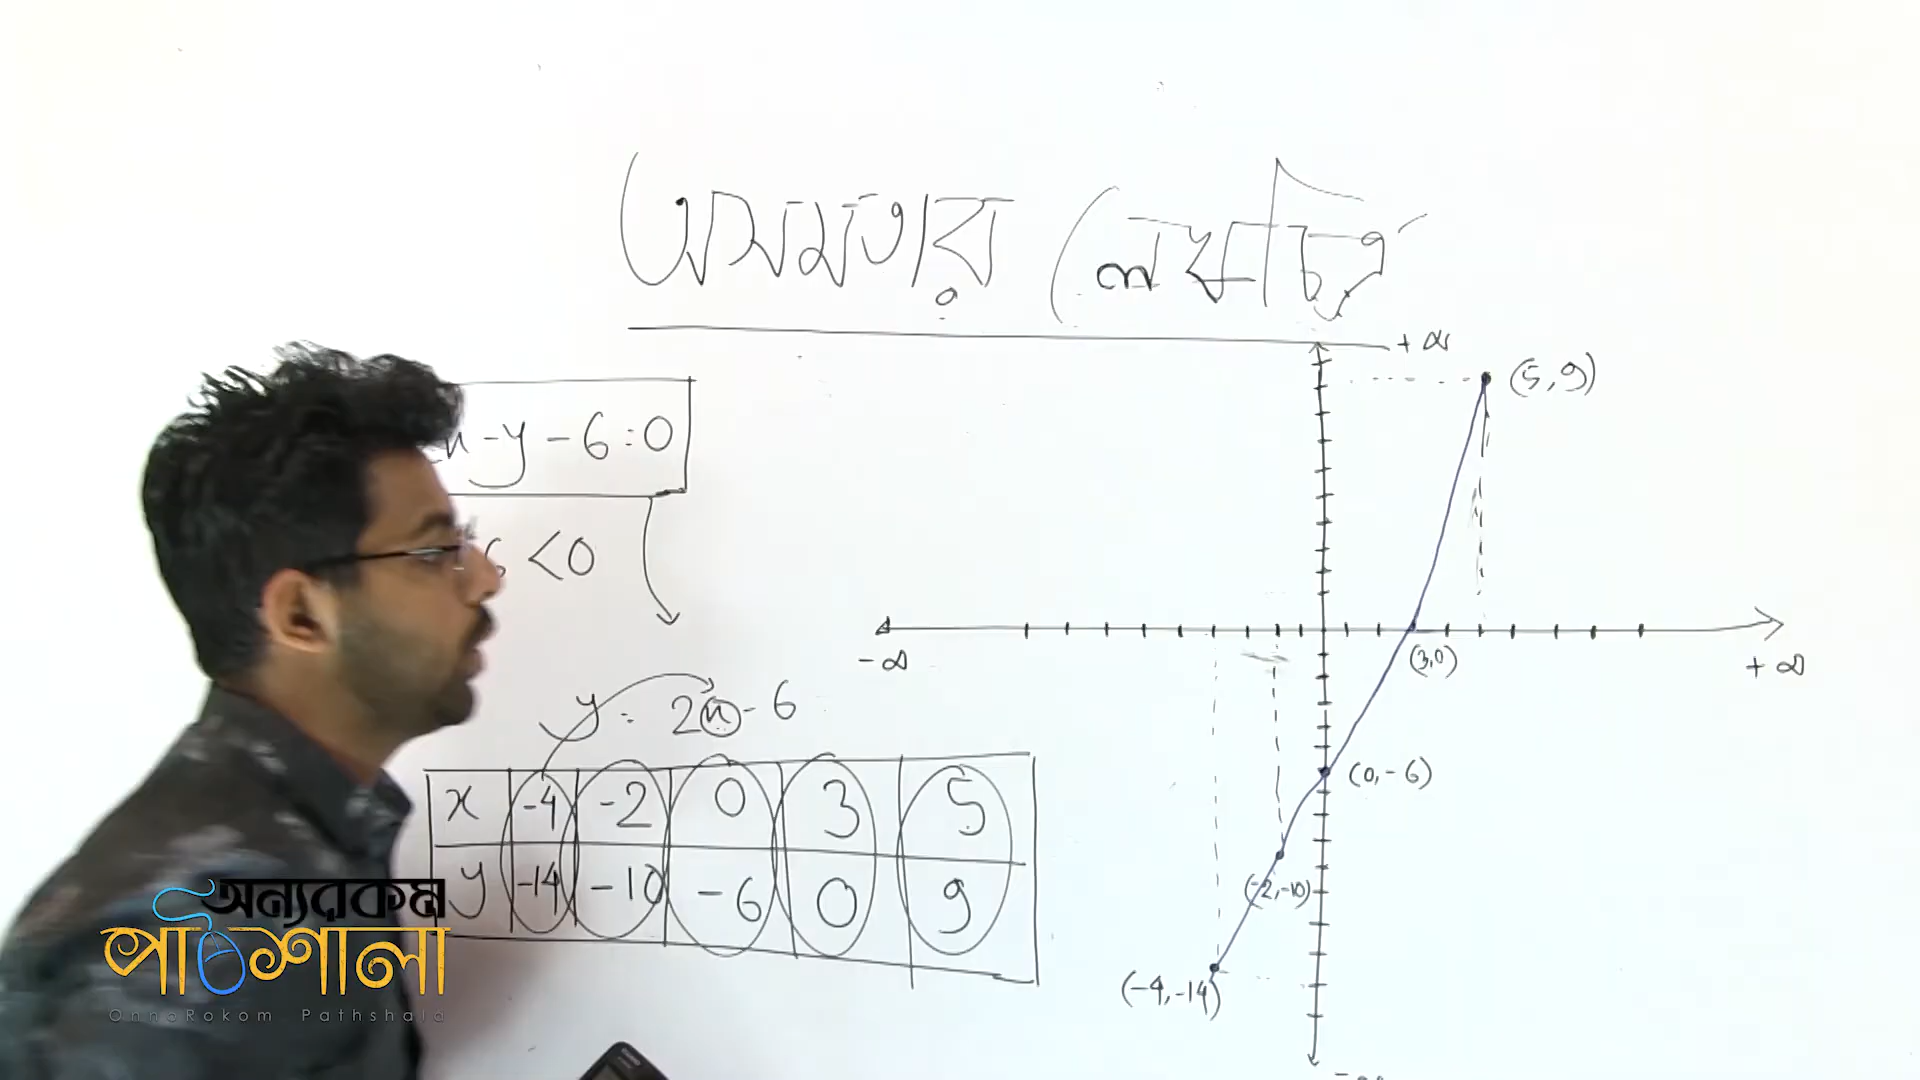 অসমতার লেখচিত্র
-y-6=0
6 <0
y = 2x-6
x -4 -2 0 3 5
y -14 -10 -6 0 9
+∞
(5,9)
-∞
(3,0)
+∞
(0,-6)
(-2,-10)
(-4,-14)
অন্যরকম
পাঠশালা
OnnoRokom Pathshala